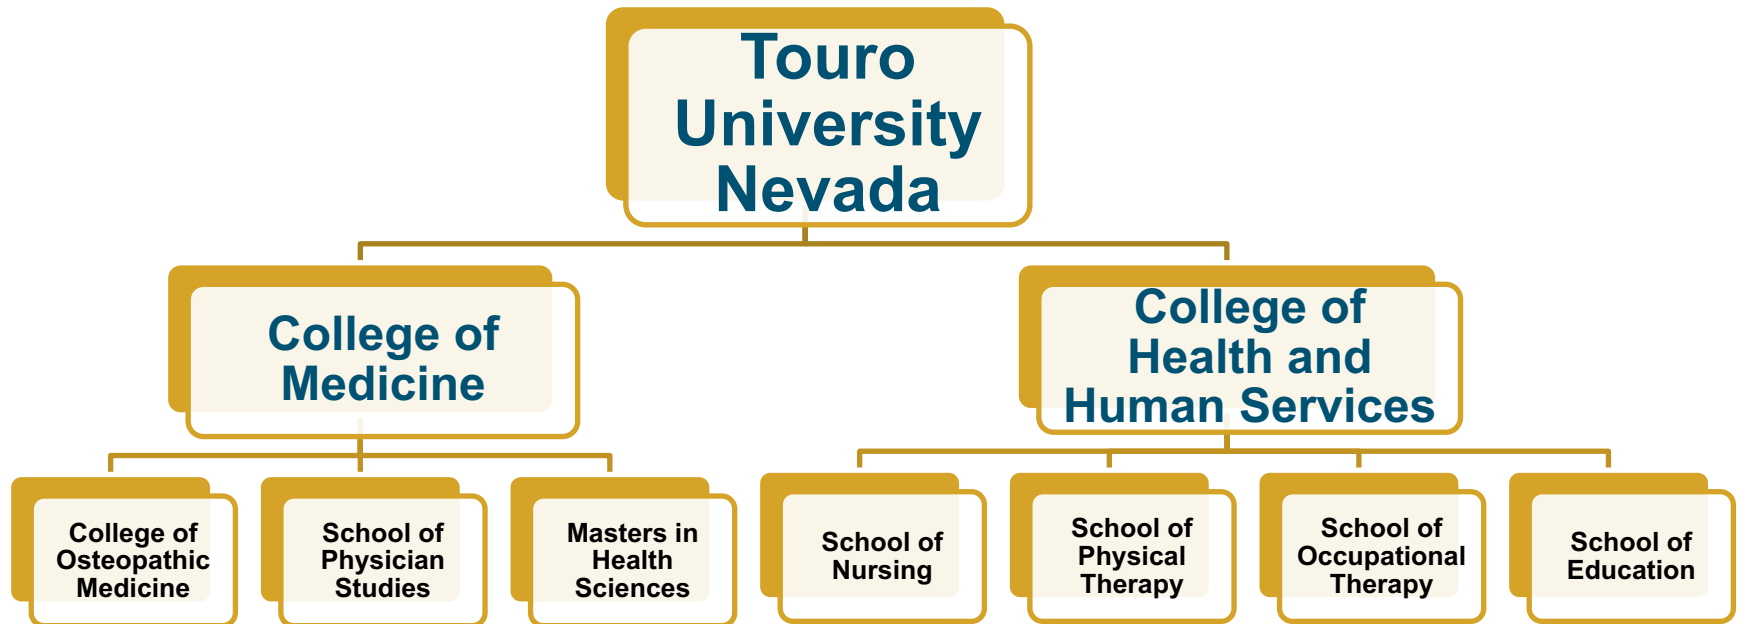 Touro
University
Nevada
College of
Medicine
College of
Health and
Human Services
College of
Osteopathic
Medicine
School of
Physician
Studies
Masters in
Health
Sciences
School of
Nursing
School of
Physical
Therapy
School of
Occupational
Therapy
School of
Education